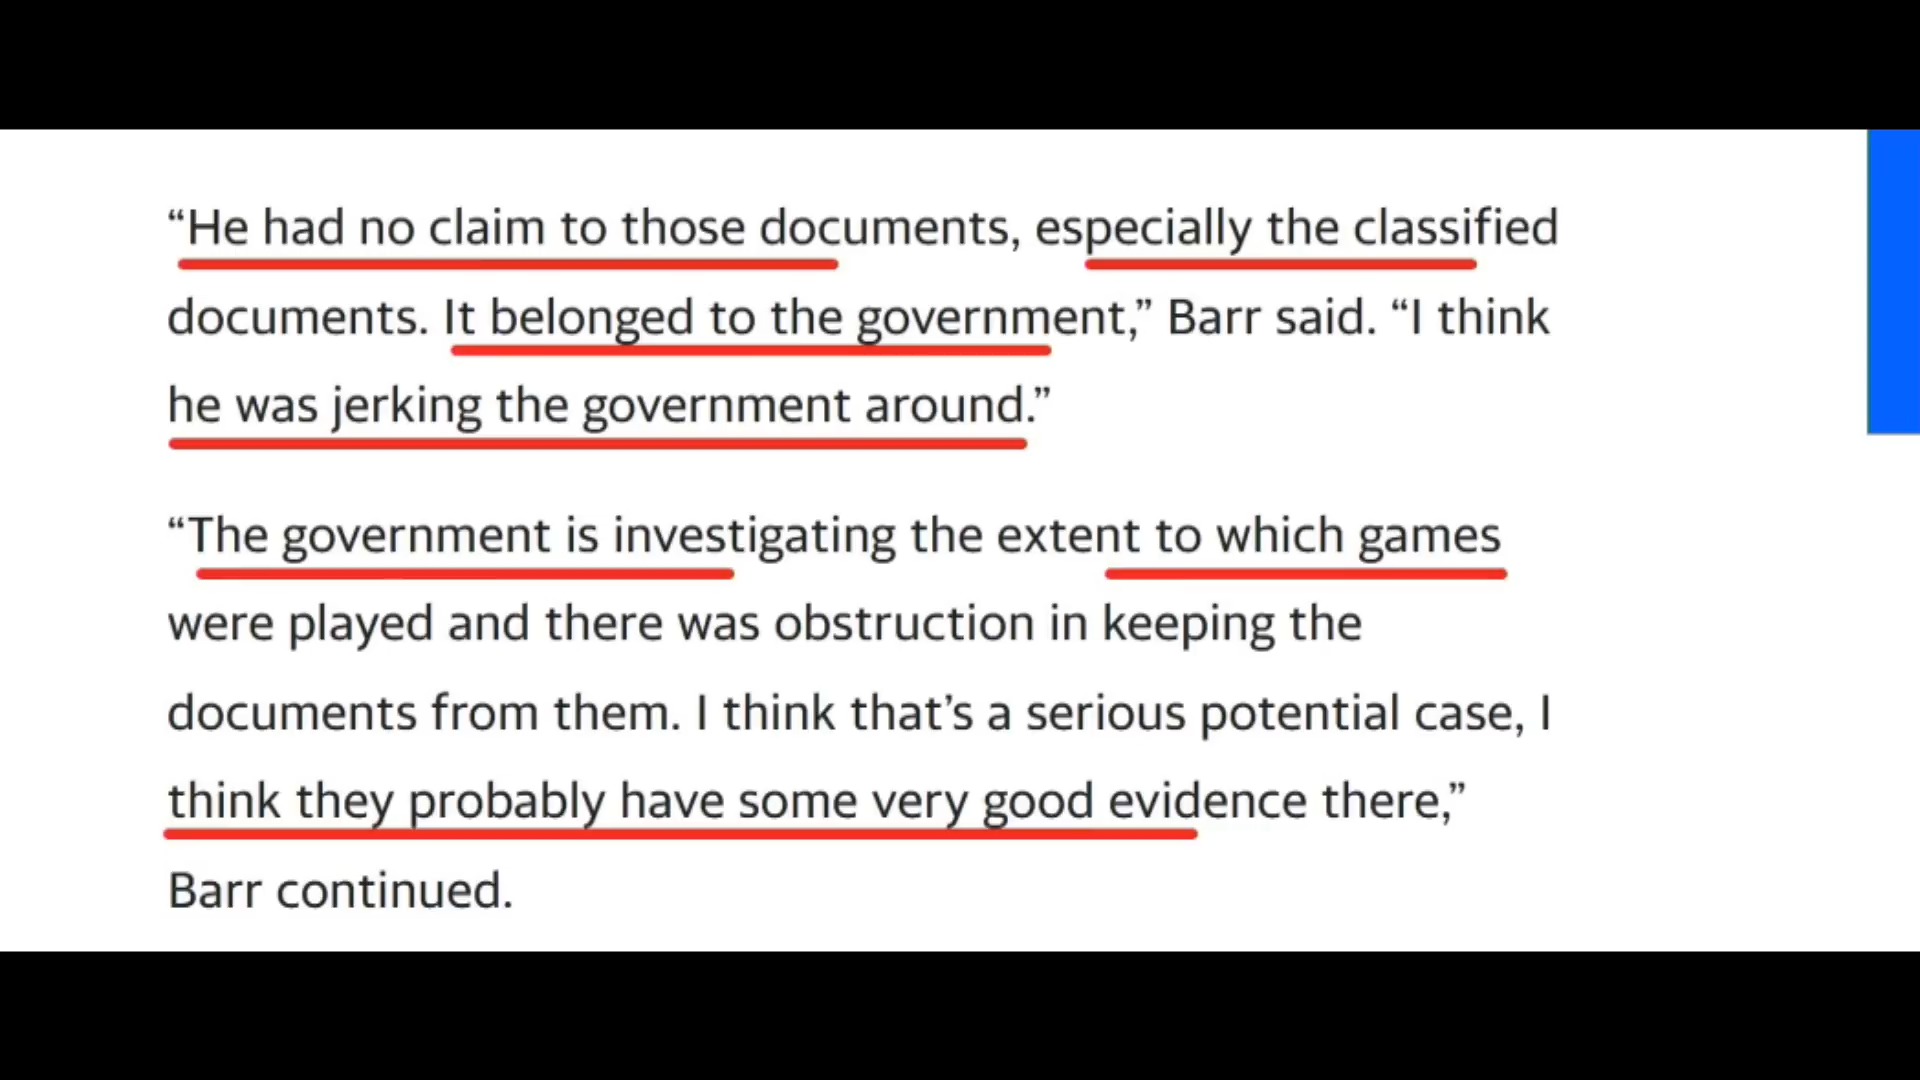 “He had no claim to those documents, especially the classified
documents. It belonged to the government,” Barr said. “I think
he was jerking the government around.”
“The government is investigating the extent to which games
were played and there was obstruction in keeping the
documents from them. I think that’s a serious potential case, I
think they probably have some very good evidence there,”
Barr continued.